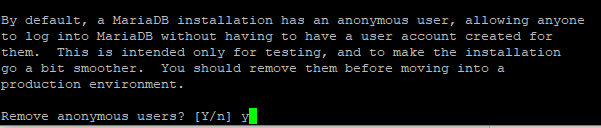 By default, a MariaDB installation has an anonymous user, allowing anyone
to log into MariaDB without having to have a user account created for
them.  This is intended only for testing, and to make the installation
go a bit smoother.  You should remove them before moving into a
production environment.
Remove anonymous users? [Y/n] y